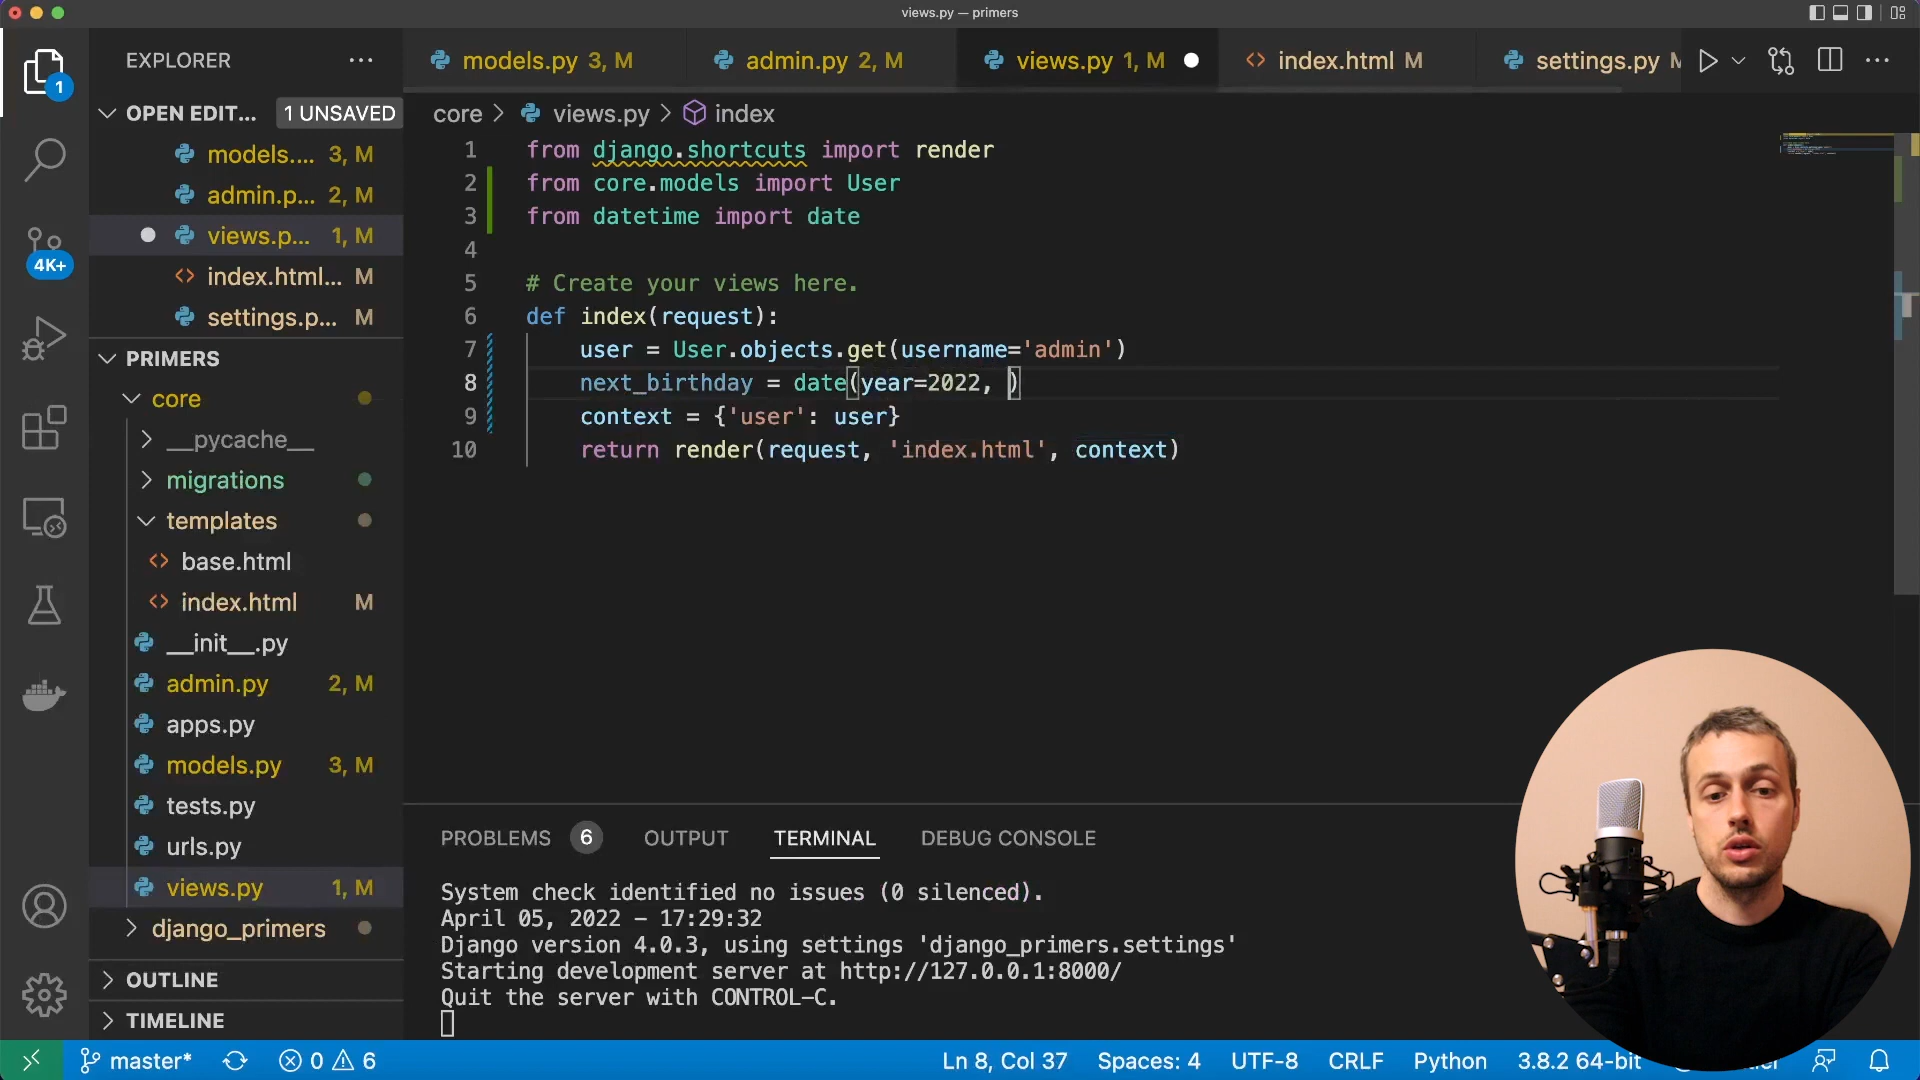 views.py — primers
EXPLORER
models.py 3, M
admin.py 2, M
views.py 1, M
index.html M
settings.py M
OPEN EDIT...
1 UNSAVED
models.... 3, M
admin.p... 2, M
views.p... 1, M
index.html... M
settings.p... M
PRIMERS
core
__pycache__
migrations
templates
base.html
index.html M
__init__.py
admin.py 2, M
apps.py
models.py 3, M
tests.py
urls.py
views.py 1, M
django_primers
OUTLINE
TIMELINE
1
4K+
core > views.py > index
1 from django.shortcuts import render
2 from core.models import User
3 from datetime import date
4
5 # Create your views here.
6 def index(request):
7 user = User.objects.get(username='admin')
8 next_birthday = date(year=2022, )
9 context = {'user': user}
10 return render(request, 'index.html', context)
PROBLEMS 6 OUTPUT TERMINAL DEBUG CONSOLE
System check identified no issues (0 silenced).
April 05, 2022 - 17:29:32
Django version 4.0.3, using settings 'django_primers.settings'
Starting development server at http://127.0.0.1:8000/
Quit the server with CONTROL-C.
master* 0 6 Ln 8, Col 37 Spaces: 4 UTF-8 CRLF Python 3.8.2 64-bit